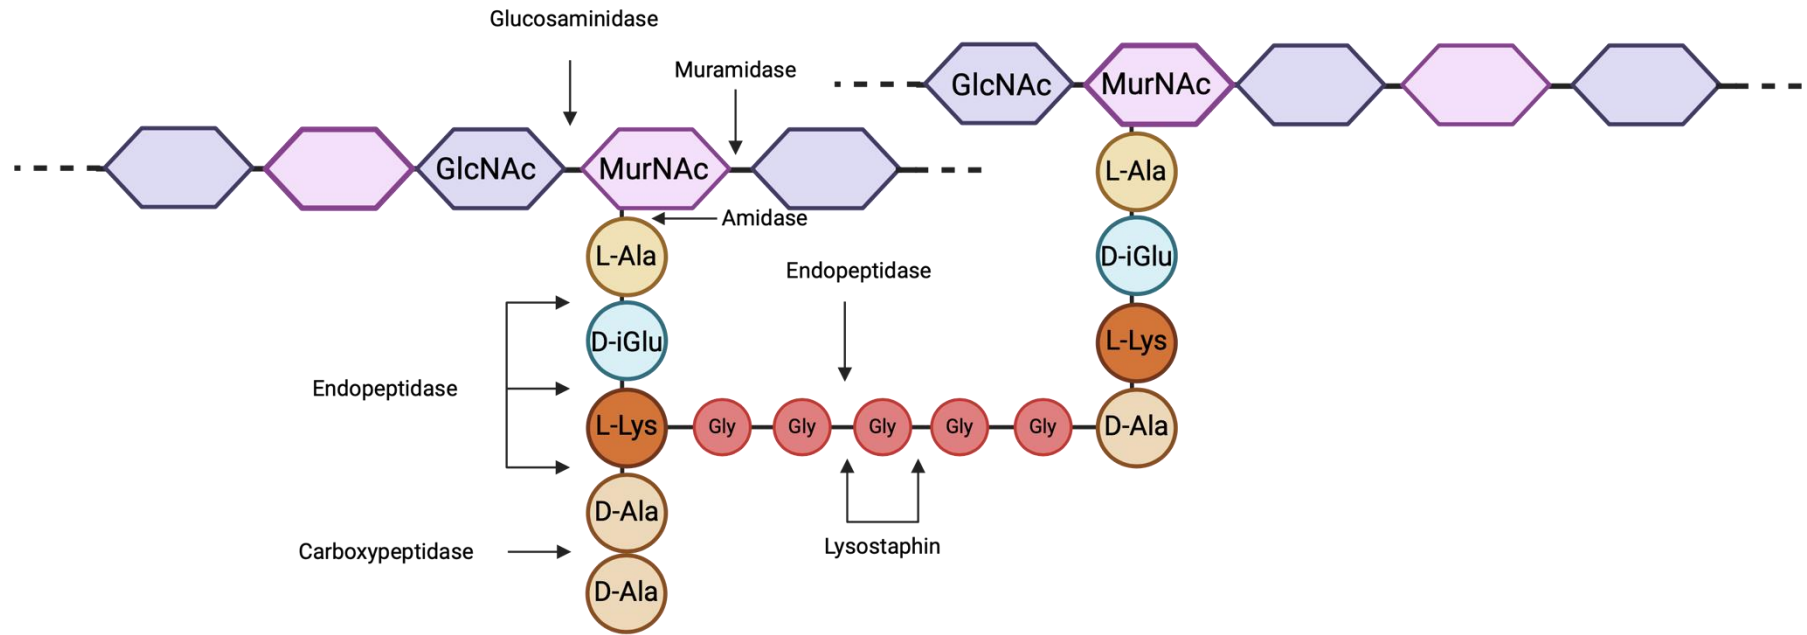 Glucosaminidase
Muramidase
GlcNAc MurNAc
GlcNAc MurNAc
L-Ala
Amidase
L-Ala
D-iGlu
Endopeptidase
D-iGlu
L-Lys
Endopeptidase
L-Lys Gly Gly Gly Gly Gly D-Ala
D-Ala
Lysostaphin
Carboxypeptidase
D-Ala